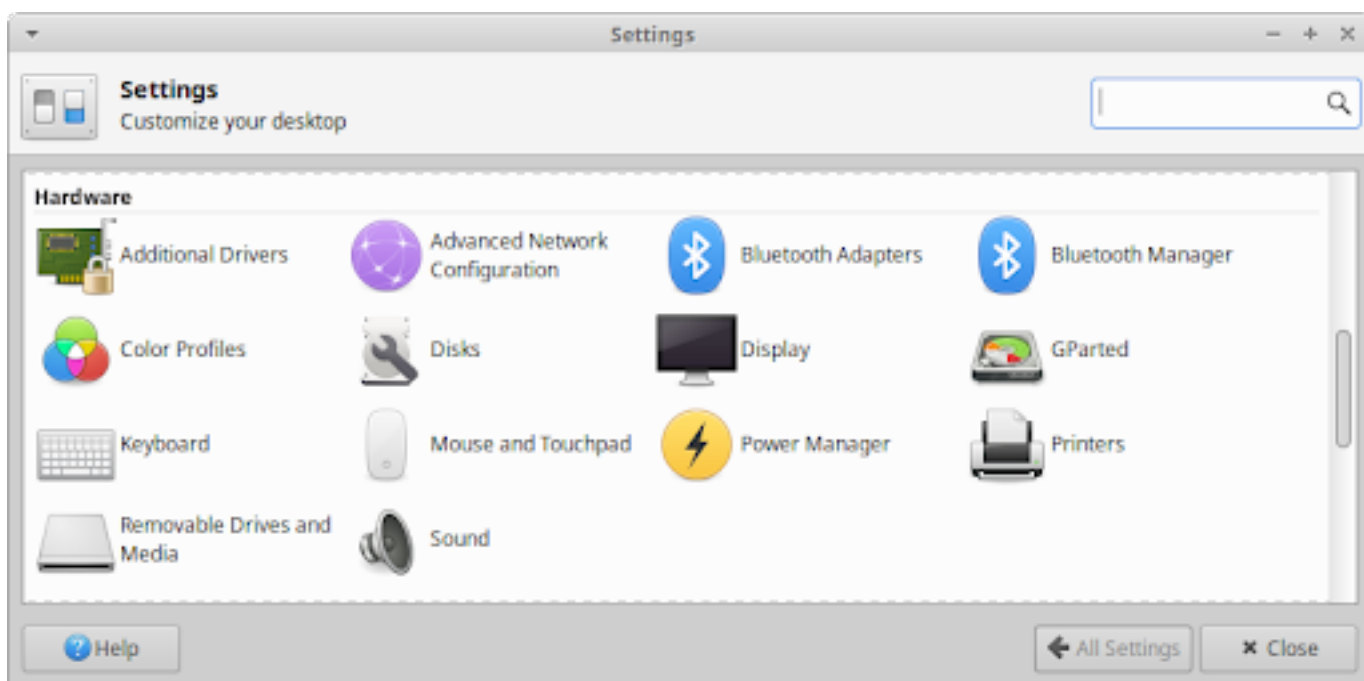 Settings
Settings
Customize your desktop
Hardware
Additional Drivers
Advanced Network
Configuration
Bluetooth Adapters
Bluetooth Manager
Color Profiles
Disks
Display
GParted
Keyboard
Mouse and Touchpad
Power Manager
Printers
Removable Drives and
Media
Sound
Help
All Settings
Close